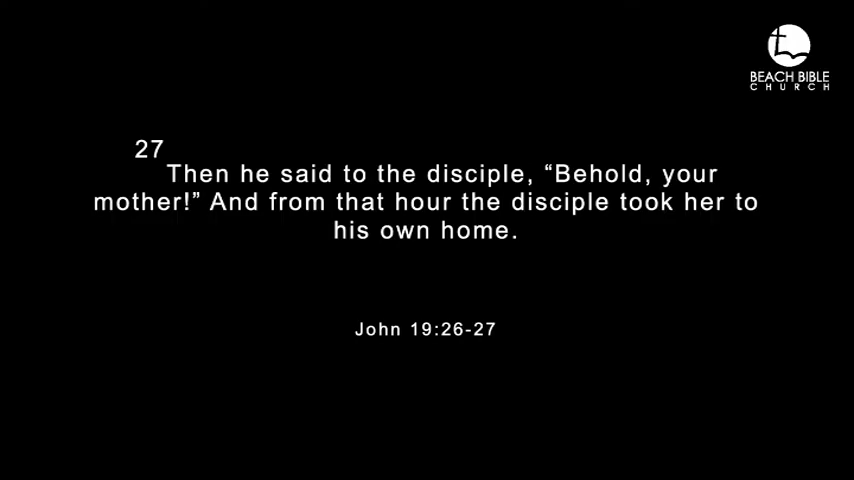 BEACH BIBLE
CHURCH
27
Then he said to the disciple, “Behold, your
mother!” And from that hour the disciple took her to
his own home.
John 19:26-27